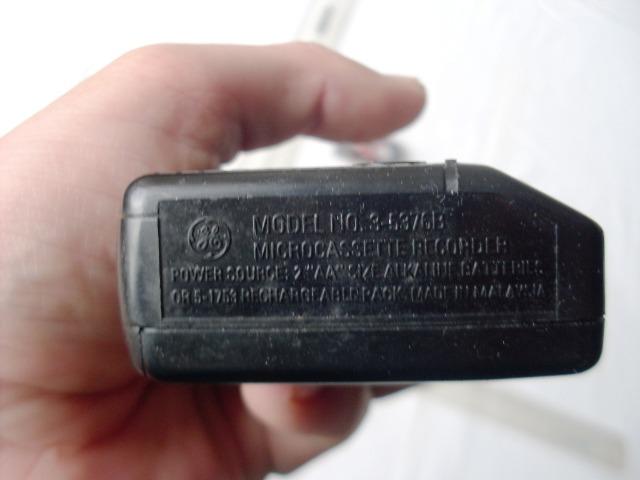 GE
MODEL NO. 3-5376B
MICROCASSETTE RECORDER
POWER SOURCE: 2 "AA" SIZE ALKALINE BATTERIES
OR 5-1753 RECHARGEABLE PACK. MADE IN MALAYSIA